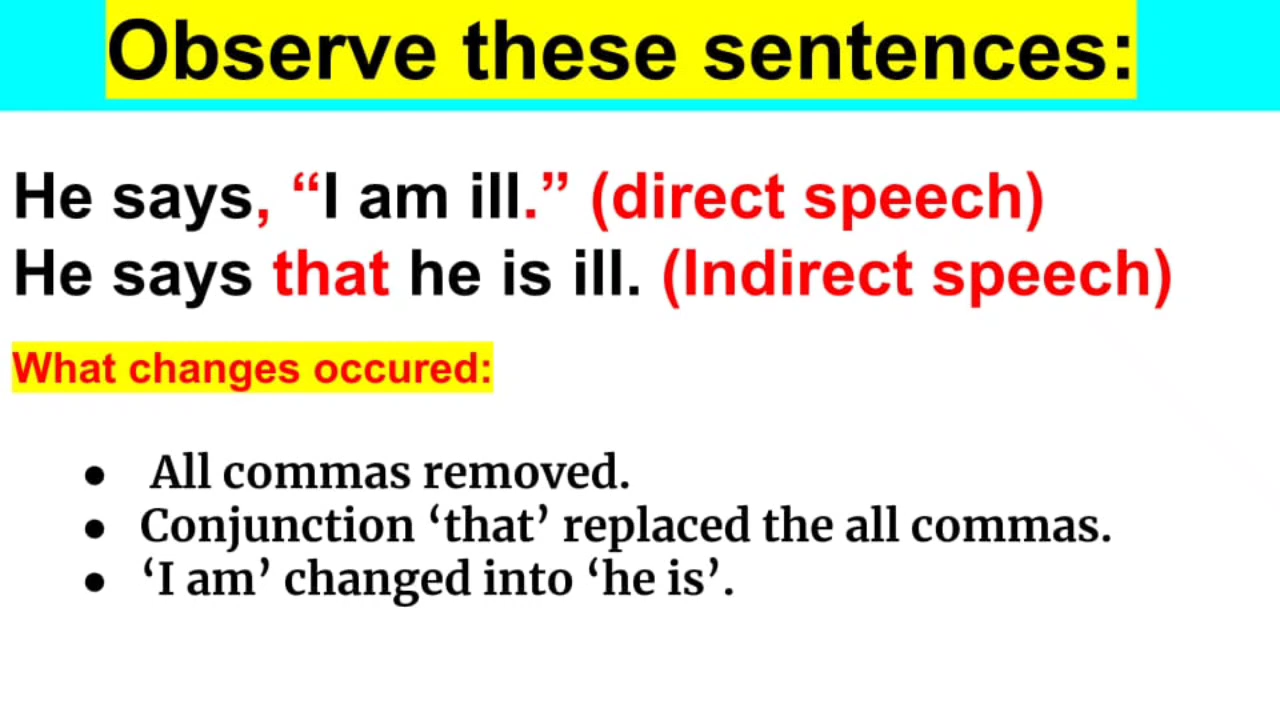 Observe these sentences:
He says, “I am ill.” (direct speech)
He says that he is ill. (Indirect speech)
What changes occured:
● All commas removed.
● Conjunction ‘that’ replaced the all commas.
● ‘I am’ changed into ‘he is’.